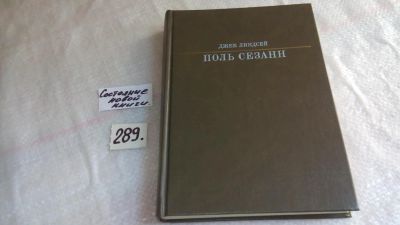 ДЖЕК ЛИНДСЕЙ
ПОЛЬ СЕЗАНН
Состояние
новой
книги.
289.